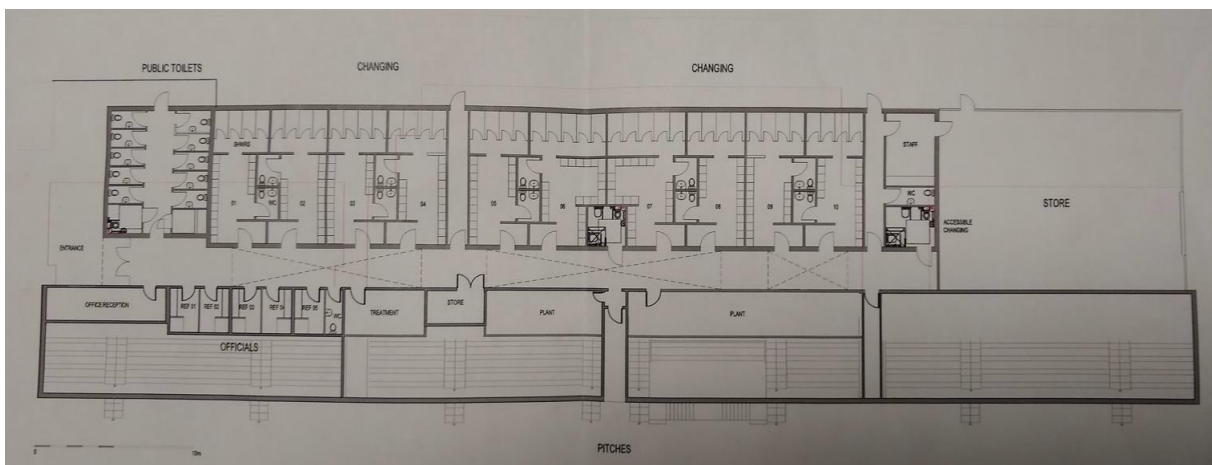 PUBLIC TOILETS
CHANGING
CHANGING
STAFF
WC
WC
01
02
03
04
05
06
07
08
09
10
STORE
ACCESSIBLE
CHANGING
ENTRANCE
OFFICE RECEPTION
REF 01
REF 02
REF 03
REF 04
REF 05
WC
TREATMENT
STORE
PLANT
PLANT
OFFICIALS
PITCHES
0
10m